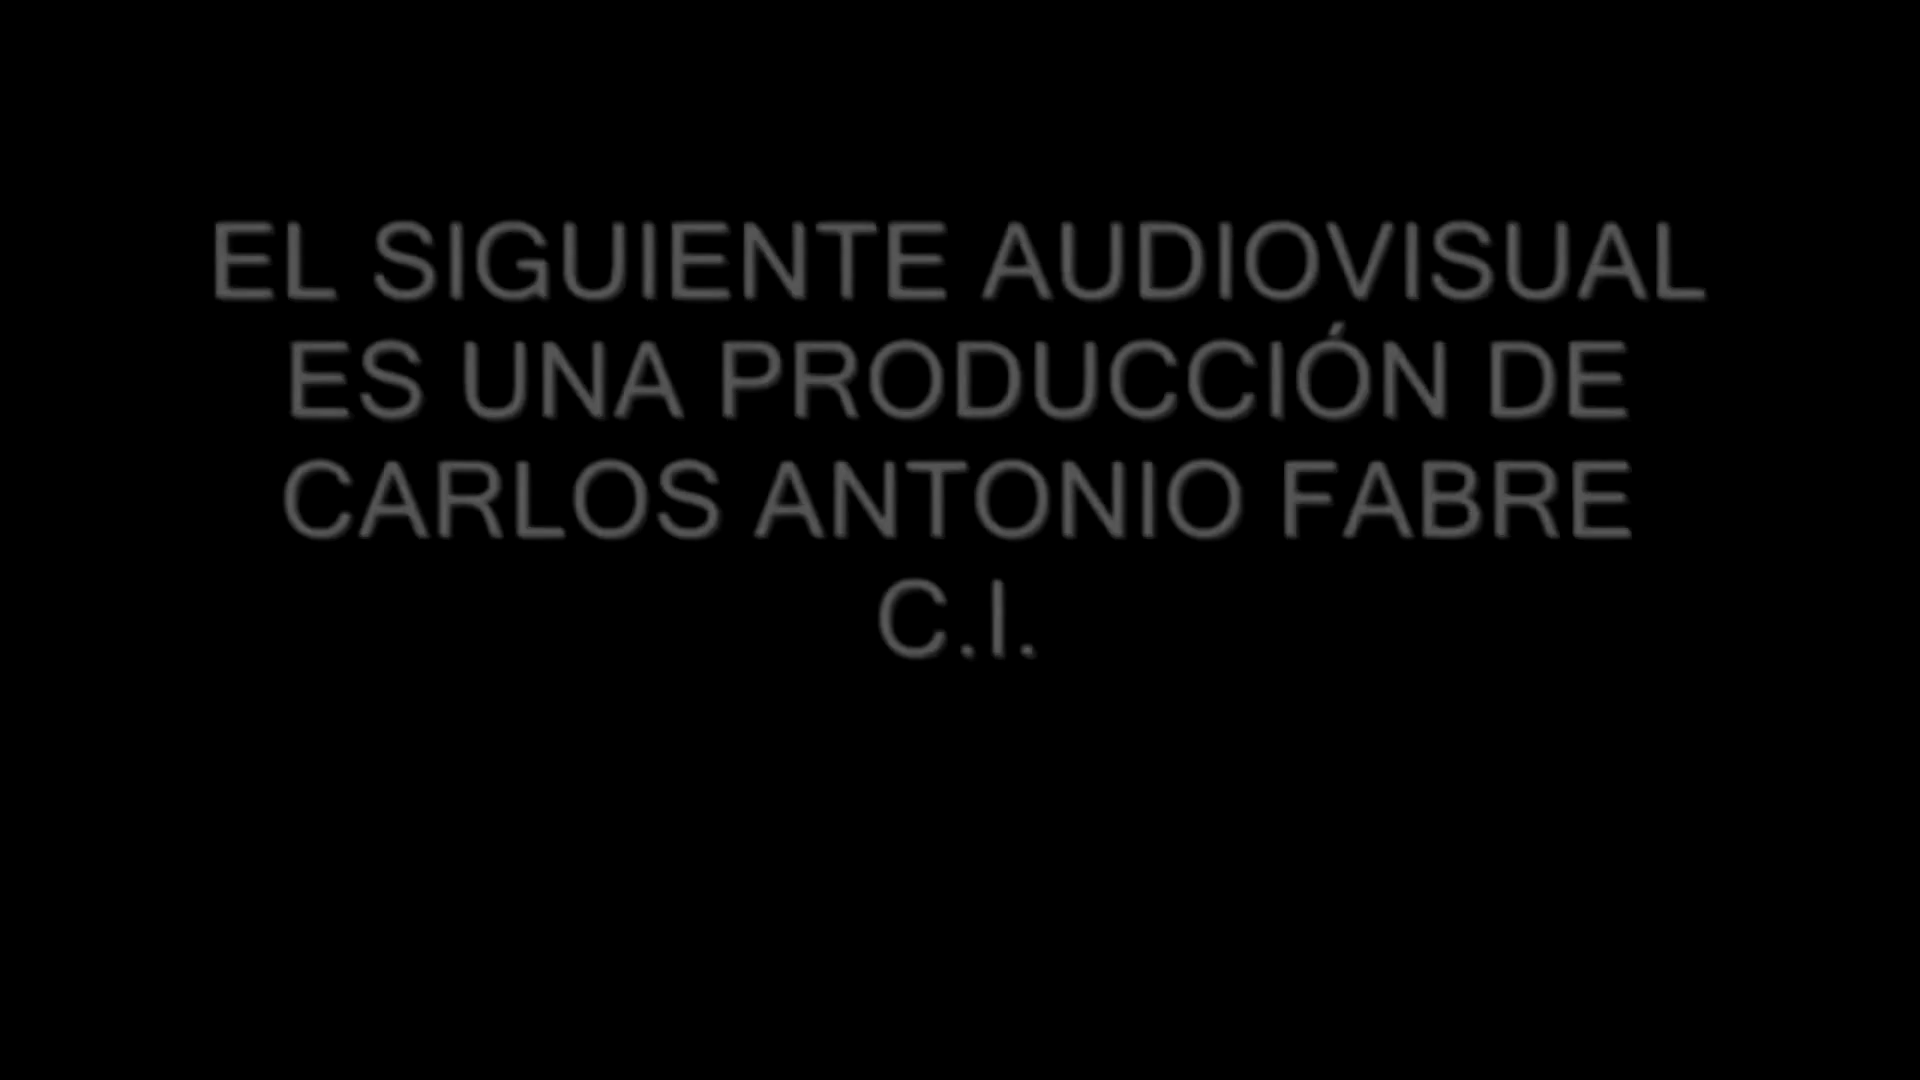 EL SIGUIENTE AUDIOVISUAL
ES UNA PRODUCCIÓN DE
CARLOS ANTONIO FABRE
C.I.